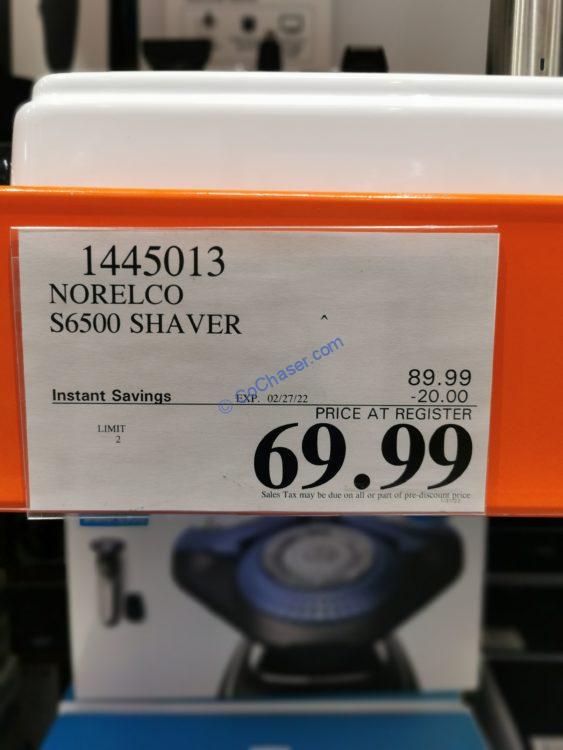 1445013
NORELCO
S6500 SHAVER
^
© CoChaser.com
89.99
Instant Savings EXP. 02/27/22 -20.00
PRICE AT REGISTER
LIMIT
2
69.99
Sales Tax may be due on all or part of pre-discount price